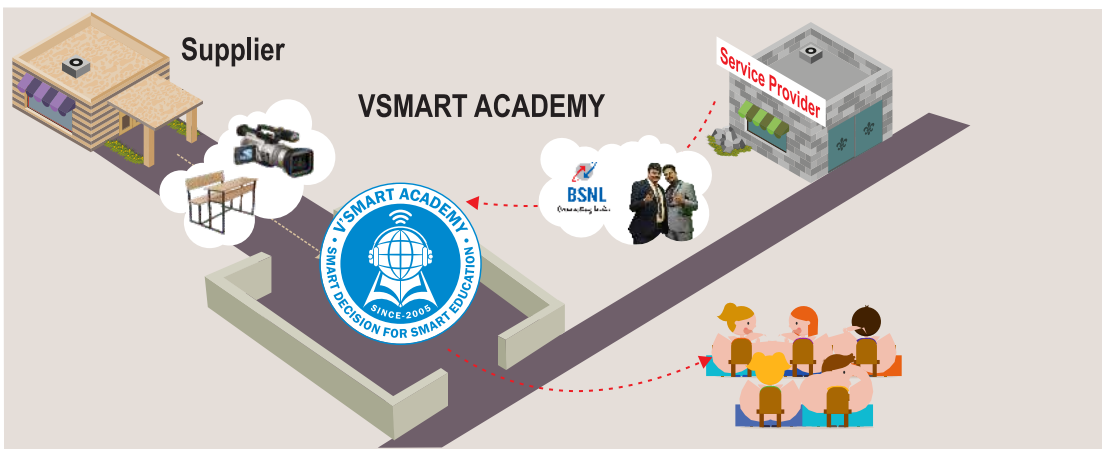 Supplier
VSMART ACADEMY
Service Provider
BSNL
V'SMART ACADEMY
SMART DECISION FOR SMART EDUCATION
SINCE-2005